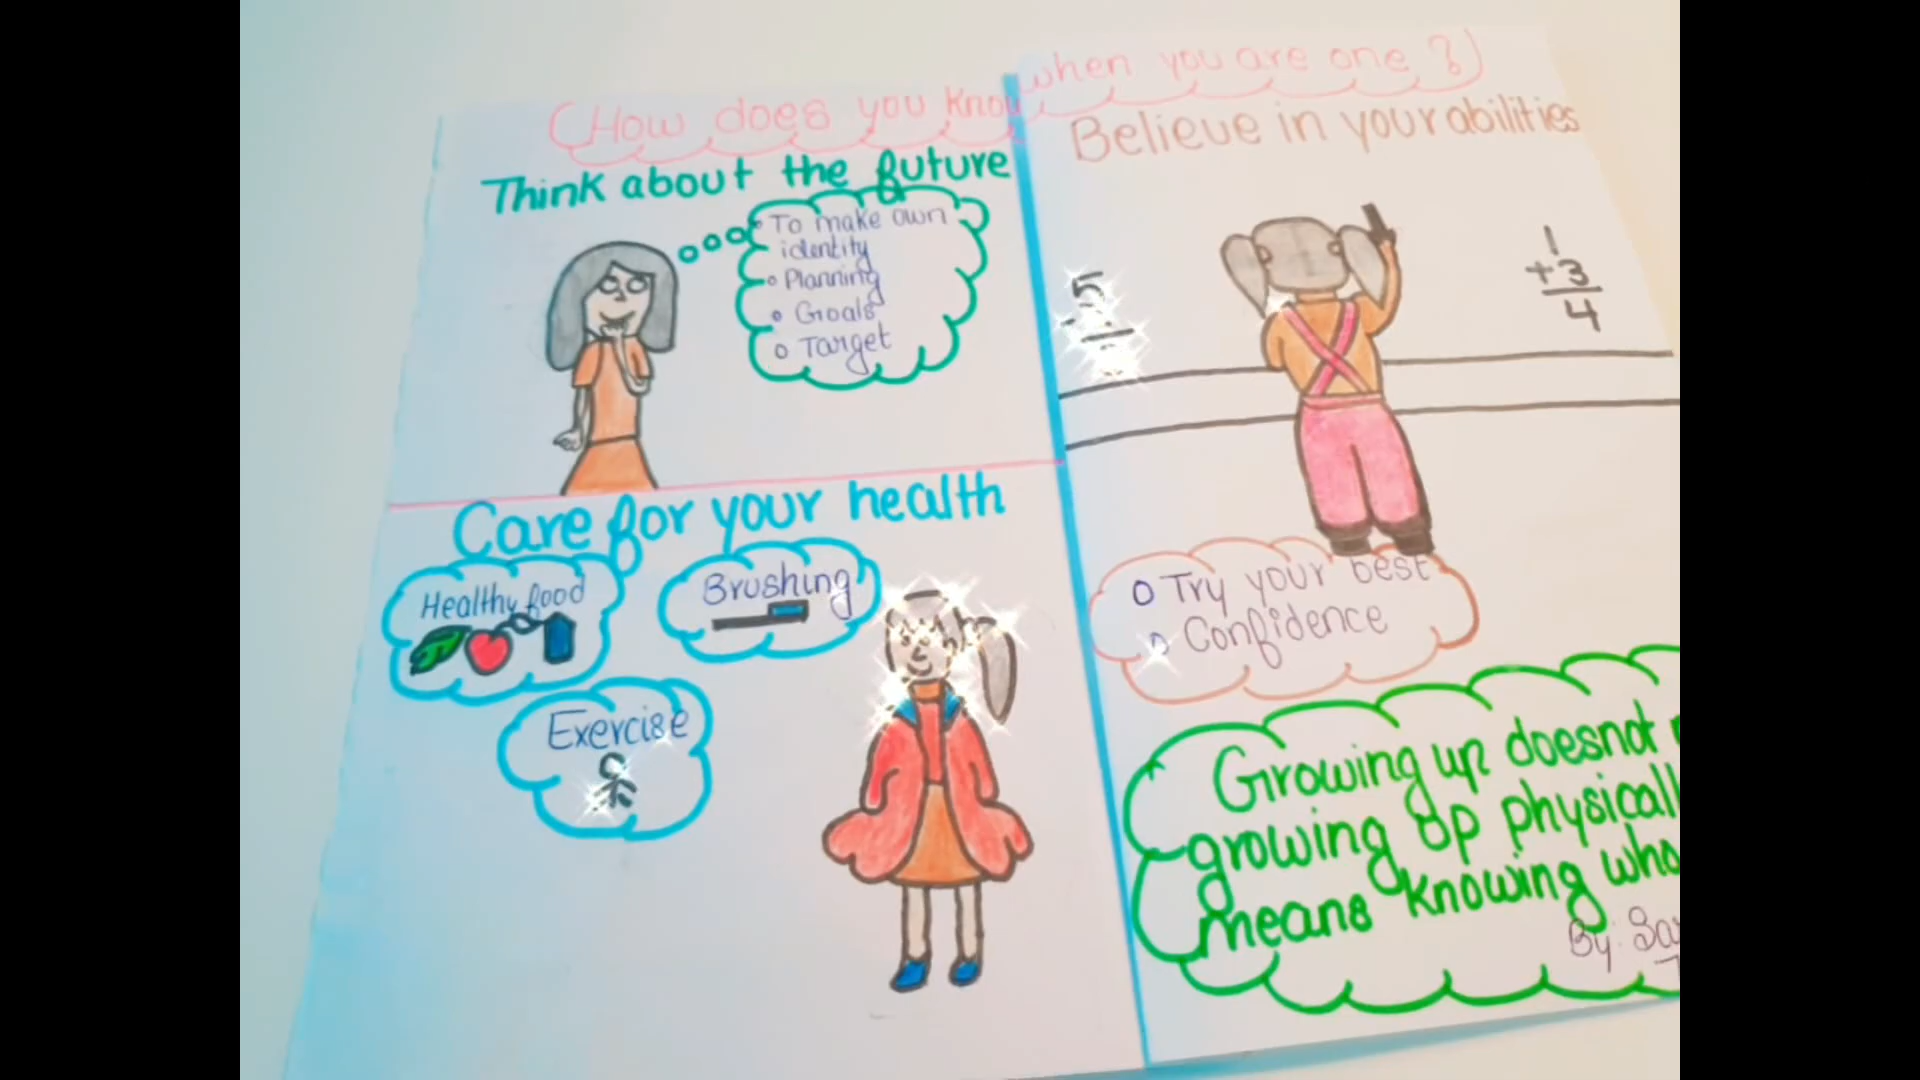 (How does you know when you are one?)
Think about the future
To make own
identity
Planning
Goals
Target
Care for your health
Healthy food
Brushing
Exercise
Believe in your abilities
5
1
+3
4
Try your best
Confidence
Growing up doesnot
growing up physicall
means knowing who
By: